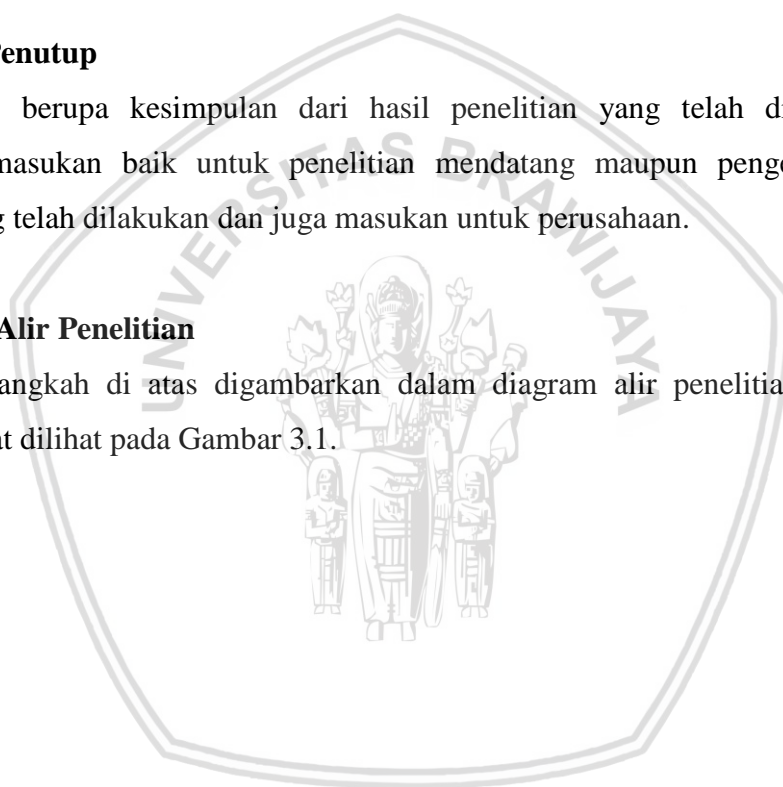 Penutup
berupa kesimpulan dari hasil penelitian yang telah di
masukan baik untuk penelitian mendatang maupun penge
g telah dilakukan dan juga masukan untuk perusahaan.
Alir Penelitian
angkah di atas digambarkan dalam diagram alir penelitia
at dilihat pada Gambar 3.1.
UNIVERSITAS BRAWIJAYA